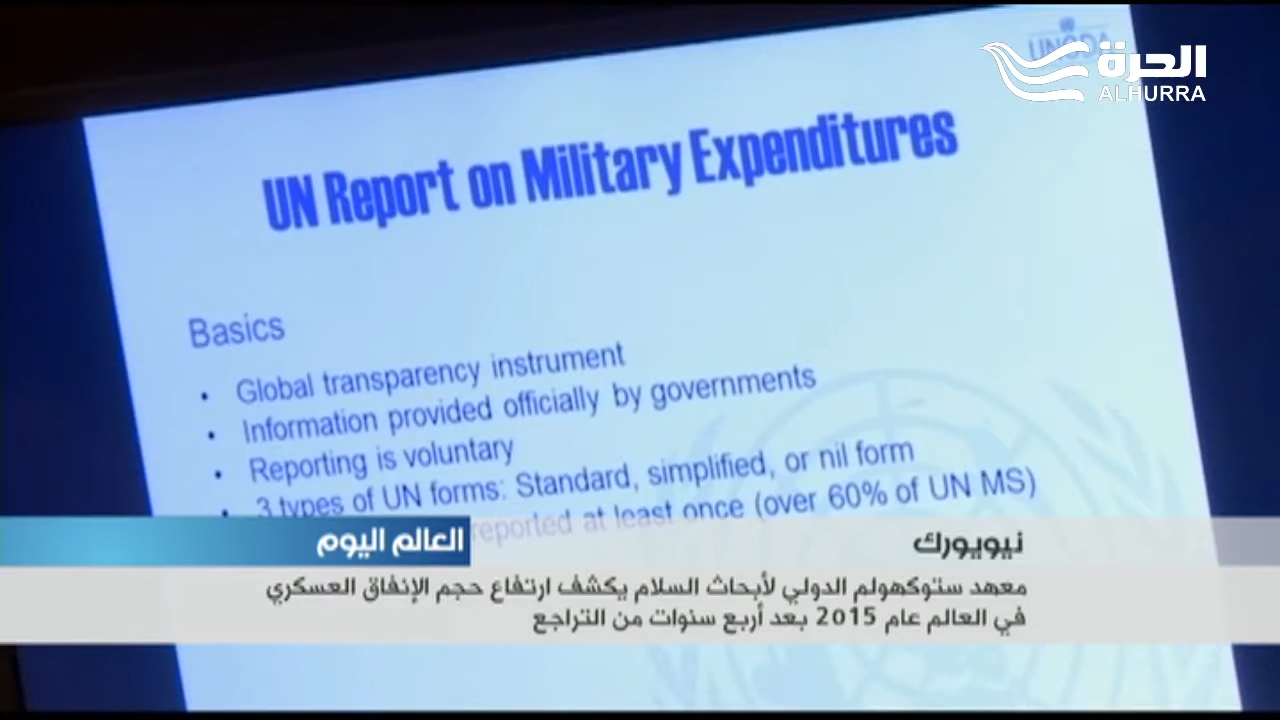 UNODA
الحرة
ALHURRA
UN Report on Military Expenditures
Basics
• Global transparency instrument
• Information provided officially by governments
• Reporting is voluntary
• 3 types of UN forms: Standard, simplified, or nil form
reported at least once (over 60% of UN MS)
العالم اليوم
نيويورك
معهد ستوكهولم الدولي لأبحاث السلام يكشف ارتفاع حجم الإنفاق العسكري
في العالم عام 2015 بعد أربع سنوات من التراجع